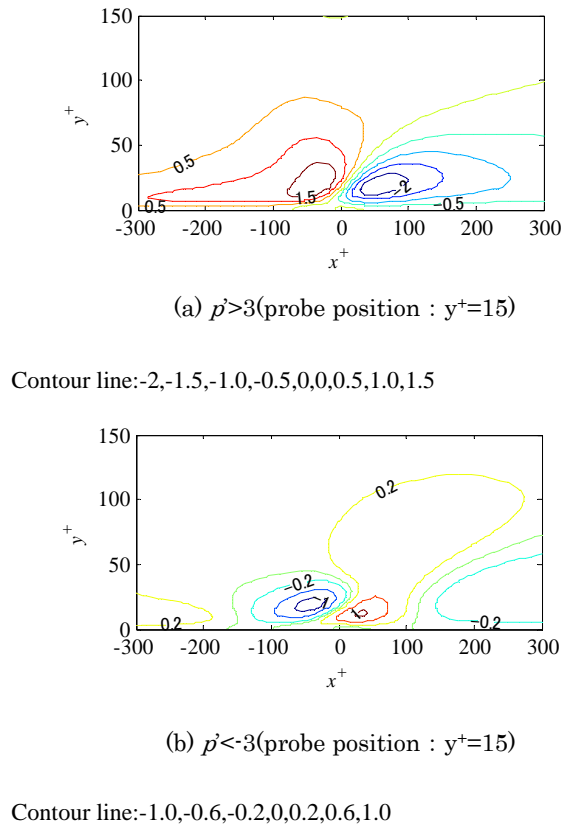 150
100
y+
50
0
0.5
0.5
1.5
-2
-0.5
-300 -200 -100 0 100 200 300
x+
(a) p'>3(probe position : y+=15)
Contour line:-2,-1.5,-1.0,-0.5,0,0,0.5,1.0,1.5
150
100
y+
50
0
0.2
-0.2
-1
1
0.2
-0.2
-300 -200 -100 0 100 200 300
x+
(b) p'<-3(probe position : y+=15)
Contour line:-1.0,-0.6,-0.2,0,0.2,0.6,1.0